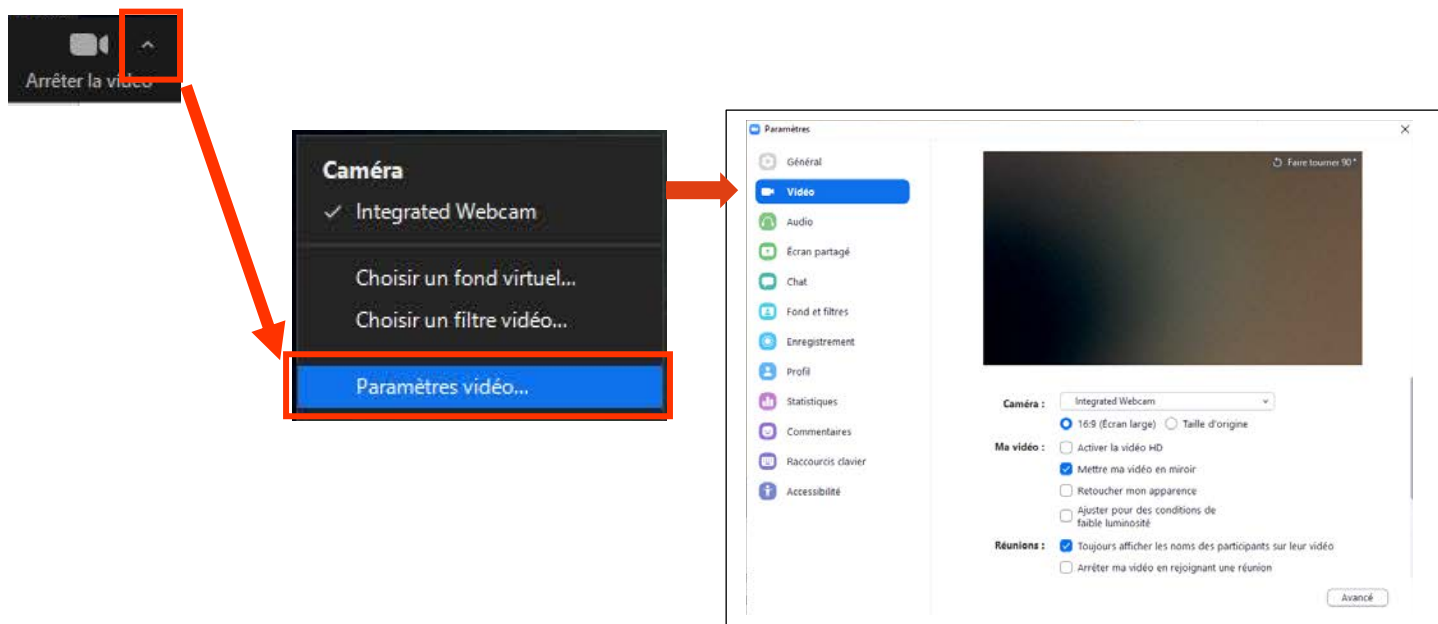 Arrêter la vidéo
Caméra
Integrated Webcam
Choisir un fond virtuel...
Choisir un filtre vidéo...
Paramètres vidéo...
Paramètres
Général
Vidéo
Audio
Écran partagé
Chat
Fond et filtres
Enregistrement
Profil
Statistiques
Commentaires
Raccourcis clavier
Accessibilité
Faire tourner 90°
Caméra : Integrated Webcam
16:9 (Écran large) Taille d'origine
Ma vidéo : Activer la vidéo HD
Mettre ma vidéo en miroir
Retoucher mon apparence
Ajuster pour des conditions de
faible luminosité
Réunions : Toujours afficher les noms des participants sur leur vidéo
Arrêter ma vidéo en rejoignant une réunion
Avancé